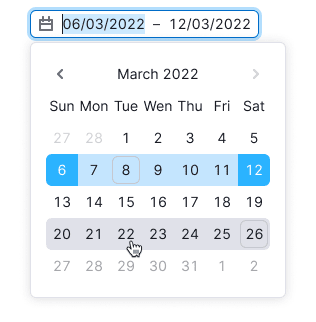 06/03/2022 – 12/03/2022
March 2022
Sun Mon Tue Wen Thu Fri Sat
27 28 1 2 3 4 5
6 7 8 9 10 11 12
13 14 15 16 17 18 19
20 21 22 23 24 25 26
27 28 29 30 31 1 2